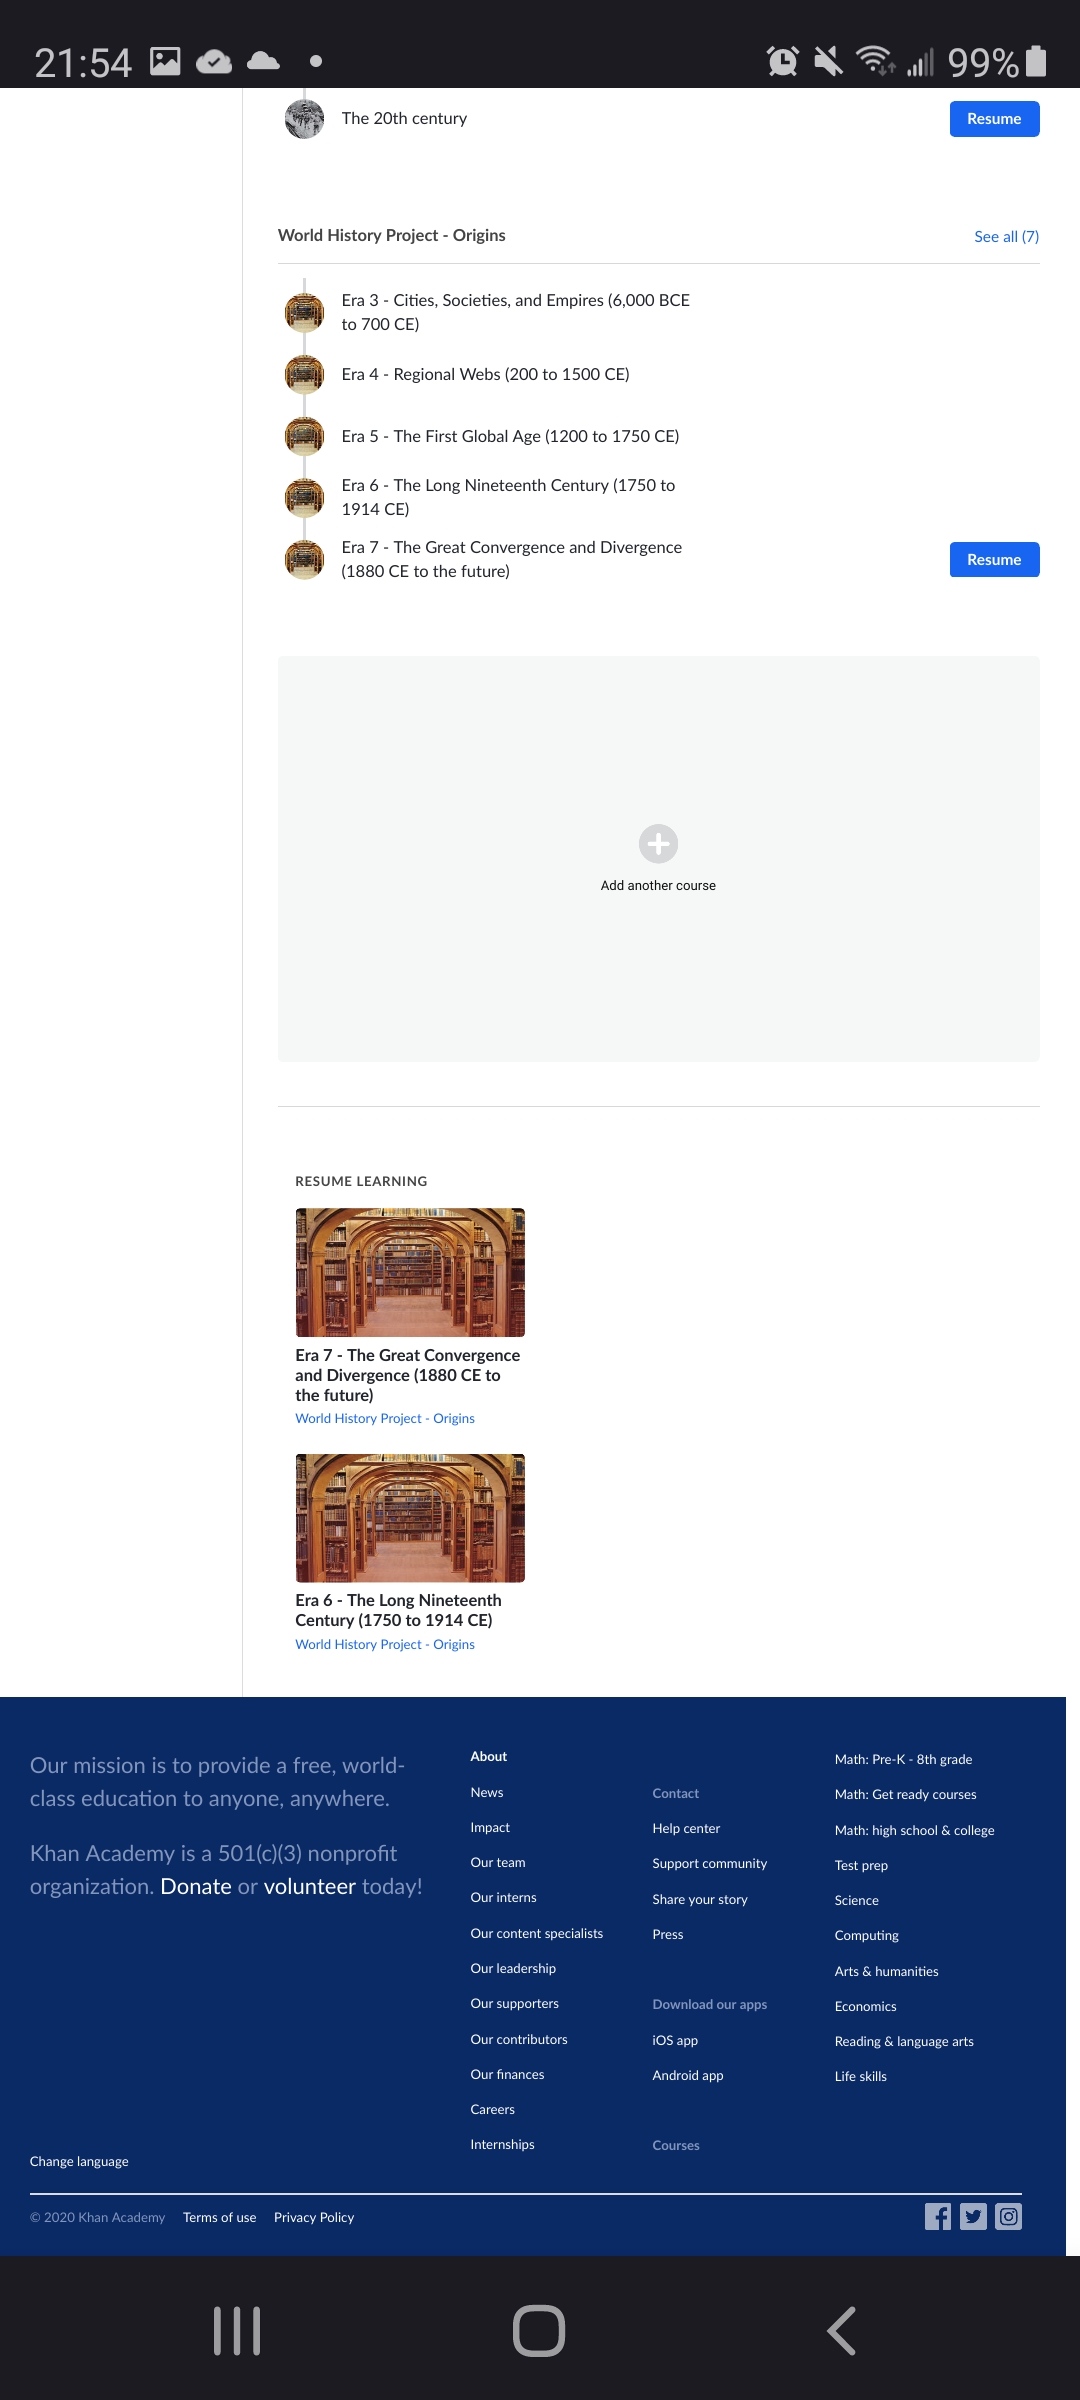 21:54
99%
The 20th century
Resume
World History Project - Origins
See all (7)
Era 3 - Cities, Societies, and Empires (6,000 BCE
to 700 CE)
Era 4 - Regional Webs (200 to 1500 CE)
Era 5 - The First Global Age (1200 to 1750 CE)
Era 6 - The Long Nineteenth Century (1750 to
1914 CE)
Era 7 - The Great Convergence and Divergence
(1880 CE to the future)
Resume
Add another course
RESUME LEARNING
Era 7 - The Great Convergence
and Divergence (1880 CE to
the future)
World History Project - Origins
Era 6 - The Long Nineteenth
Century (1750 to 1914 CE)
World History Project - Origins
Our mission is to provide a free, world-
class education to anyone, anywhere.
Khan Academy is a 501(c)(3) nonprofit
organization. Donate or volunteer today!
About
News
Impact
Our team
Our interns
Our content specialists
Our leadership
Our supporters
Our contributors
Our finances
Careers
Internships
Contact
Help center
Support community
Share your story
Press
Download our apps
iOS app
Android app
Courses
Math: Pre-K - 8th grade
Math: Get ready courses
Math: high school & college
Test prep
Science
Computing
Arts & humanities
Economics
Reading & language arts
Life skills
Change language
© 2020 Khan Academy
Terms of use
Privacy Policy